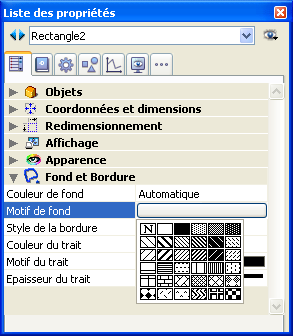 Liste des propriétés
Rectangle2
Objets
Coordonnées et dimensions
Redimensionnement
Affichage
Apparence
Fond et Bordure
Couleur de fond Automatique
Motif de fond
N
Style de la bordure
Couleur du trait
Motif du trait
Epaisseur du trait